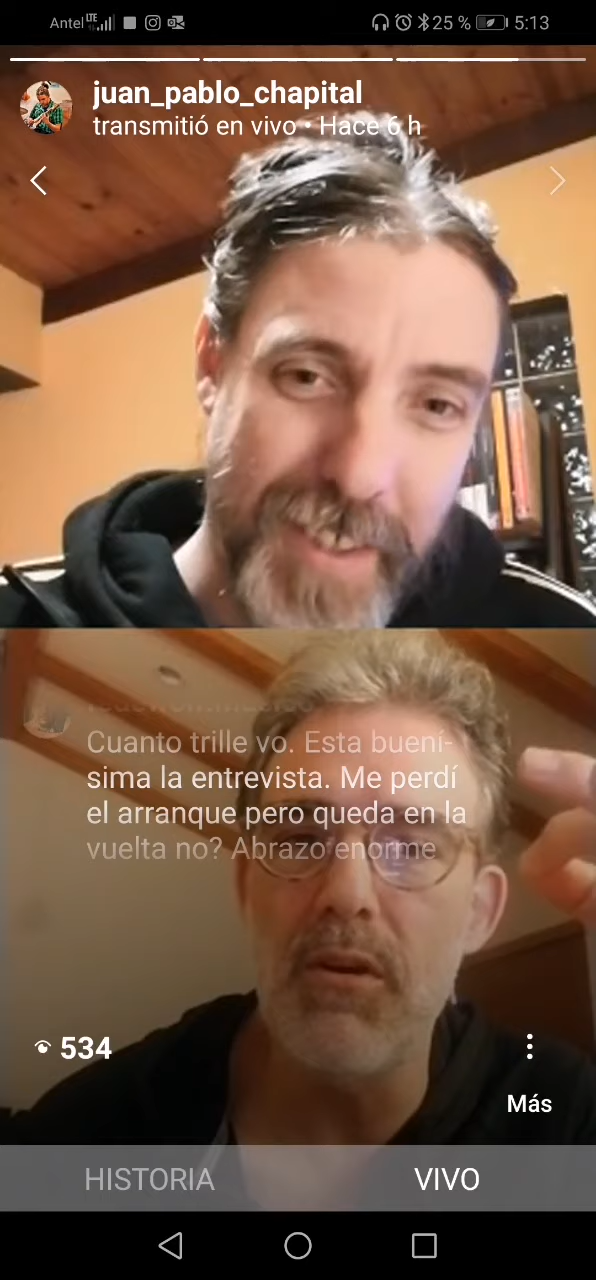 Antel LTE 25 % 5:13
juan_pablo_chapital
transmitió en vivo • Hace 6 h
Cuanto trille vo. Esta buení-
sima la entrevista. Me perdí
el arranque pero queda en la
vuelta no? Abrazo enorme
534
Más
HISTORIA VIVO